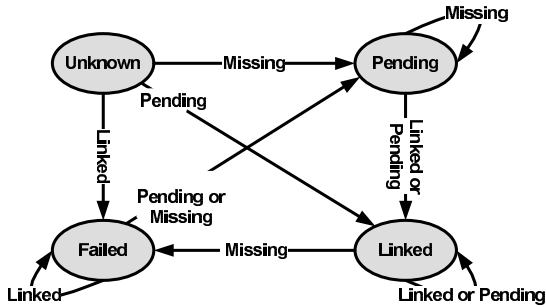 Missing
Unknown
Missing
Pending
Pending
Linked
Linked or
Pending
Pending or
Missing
Failed
Missing
Linked
Linked
Linked or Pending